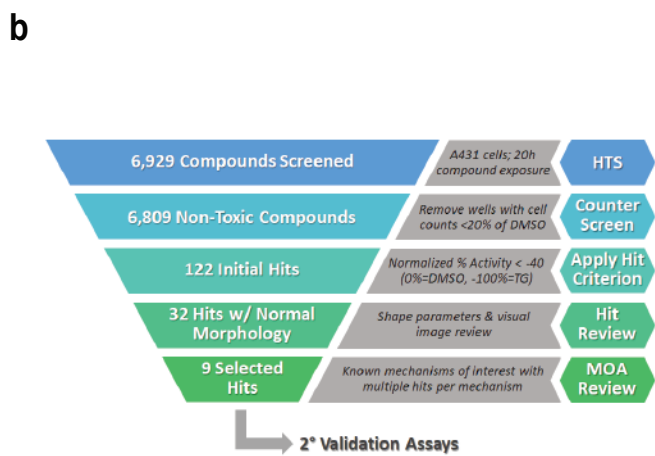 b
6,929 Compounds Screened
A431 cells; 20h
compound exposure
HTS
6,809 Non-Toxic Compounds
Remove wells with cell
counts <20% of DMSO
Counter
Screen
122 Initial Hits
Normalized % Activity < -40
(0%=DMSO, -100%=TG)
Apply Hit
Criterion
32 Hits w/ Normal
Morphology
Shape parameters & visual
image review
Hit
Review
9 Selected
Hits
Known mechanisms of interest with
multiple hits per mechanism
MOA
Review
2° Validation Assays